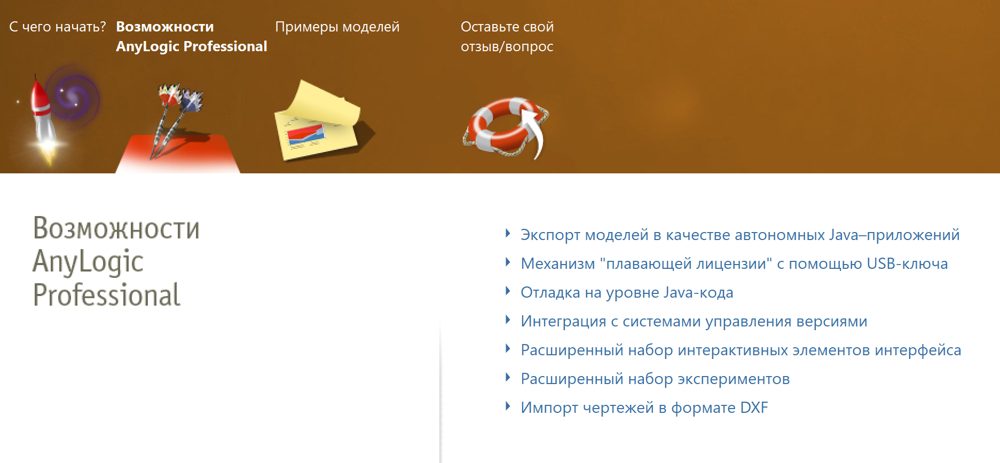 С чего начать?
Возможности
AnyLogic Professional
Примеры моделей
Оставьте свой
отзыв/вопрос
Возможности
AnyLogic
Professional
Экспорт моделей в качестве автономных Java–приложений
Механизм "плавающей лицензии" с помощью USB-ключа
Отладка на уровне Java-кода
Интеграция с системами управления версиями
Расширенный набор интерактивных элементов интерфейса
Расширенный набор экспериментов
Импорт чертежей в формате DXF